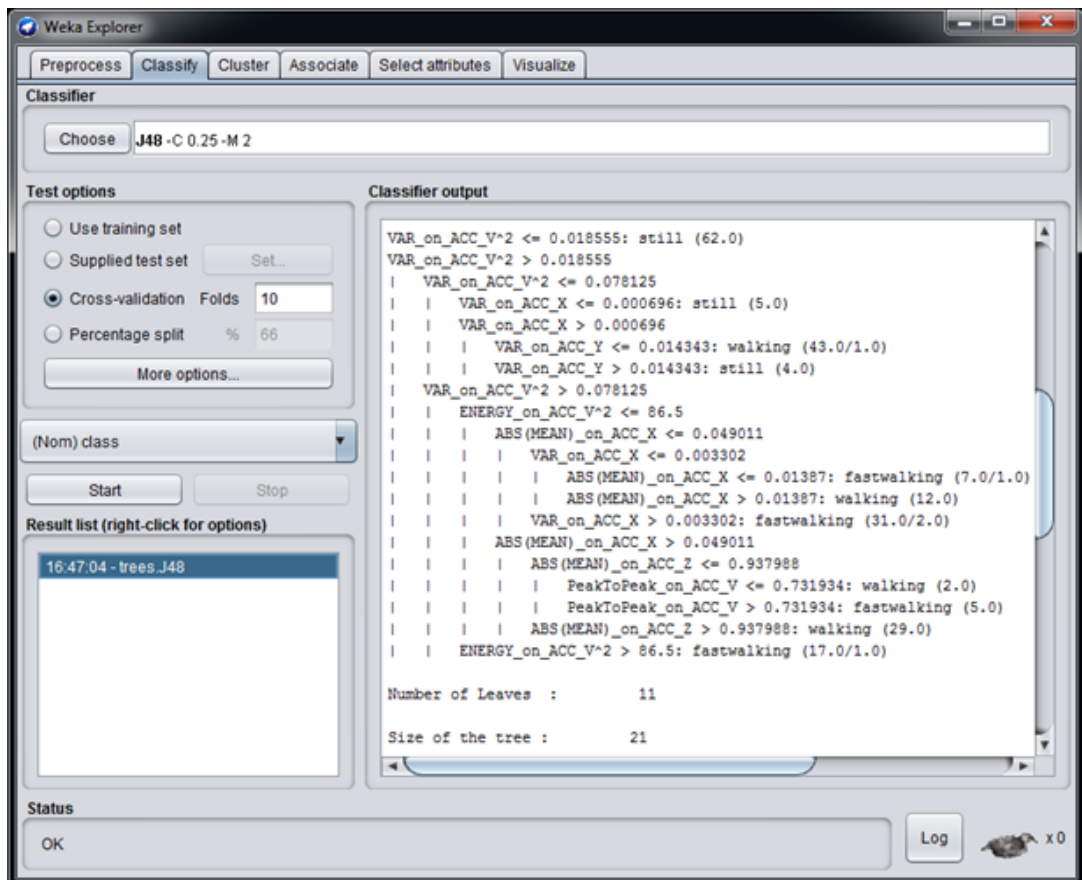 Weka Explorer
Preprocess Classify Cluster Associate Select attributes Visualize
Classifier
Choose J48 -C 0.25 -M 2
Test options
Use training set
Supplied test set Set...
Cross-validation Folds 10
Percentage split % 66
More options...
(Nom) class
Start Stop
Result list (right-click for options)
16:47:04 - trees.J48
Classifier output
VAR_on_ACC_V^2 <= 0.018555: still (62.0)
VAR_on_ACC_V^2 > 0.018555
| VAR_on_ACC_V^2 <= 0.078125
| | VAR_on_ACC_X <= 0.000696: still (5.0)
| | VAR_on_ACC_X > 0.000696
| | | VAR_on_ACC_Y <= 0.014343: walking (43.0/1.0)
| | | VAR_on_ACC_Y > 0.014343: still (4.0)
| VAR_on_ACC_V^2 > 0.078125
| | ENERGY_on_ACC_V^2 <= 86.5
| | | ABS(MEAN)_on_ACC_X <= 0.049011
| | | | VAR_on_ACC_X <= 0.003302
| | | | | ABS(MEAN)_on_ACC_X <= 0.01387: fastwalking (7.0/1.0)
| | | | | ABS(MEAN)_on_ACC_X > 0.01387: walking (12.0)
| | | | VAR_on_ACC_X > 0.003302: fastwalking (31.0/2.0)
| | | ABS(MEAN)_on_ACC_X > 0.049011
| | | | ABS(MEAN)_on_ACC_Z <= 0.937988
| | | | | PeakToPeak_on_ACC_V <= 0.731934: walking (2.0)
| | | | | PeakToPeak_on_ACC_V > 0.731934: fastwalking (5.0)
| | | | ABS(MEAN)_on_ACC_Z > 0.937988: walking (29.0)
| | ENERGY_on_ACC_V^2 > 86.5: fastwalking (17.0/1.0)
Number of Leaves : 11
Size of the tree : 21
Status
OK
Log x 0